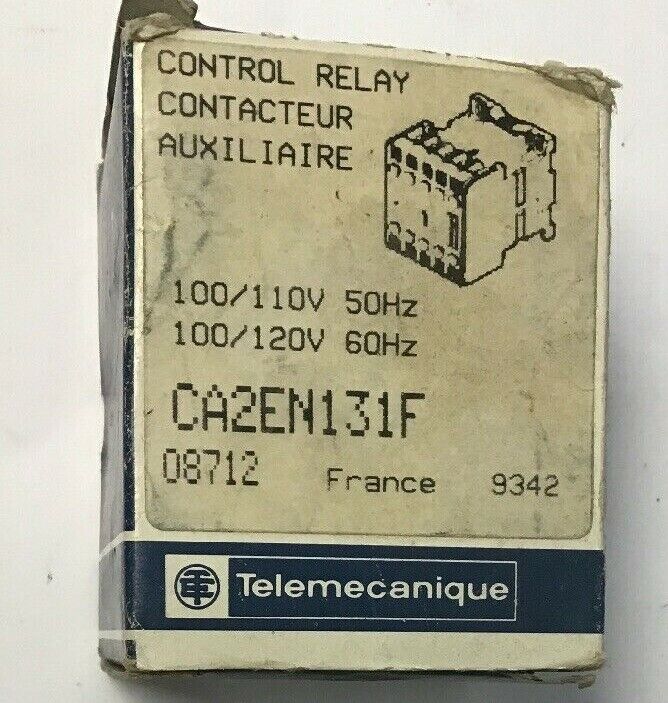 CONTROL RELAY
CONTACTEUR
AUXILIAIRE
100/110V 50Hz
100/120V 60Hz
CA2EN131F
08712 France 9342
Telemecanique